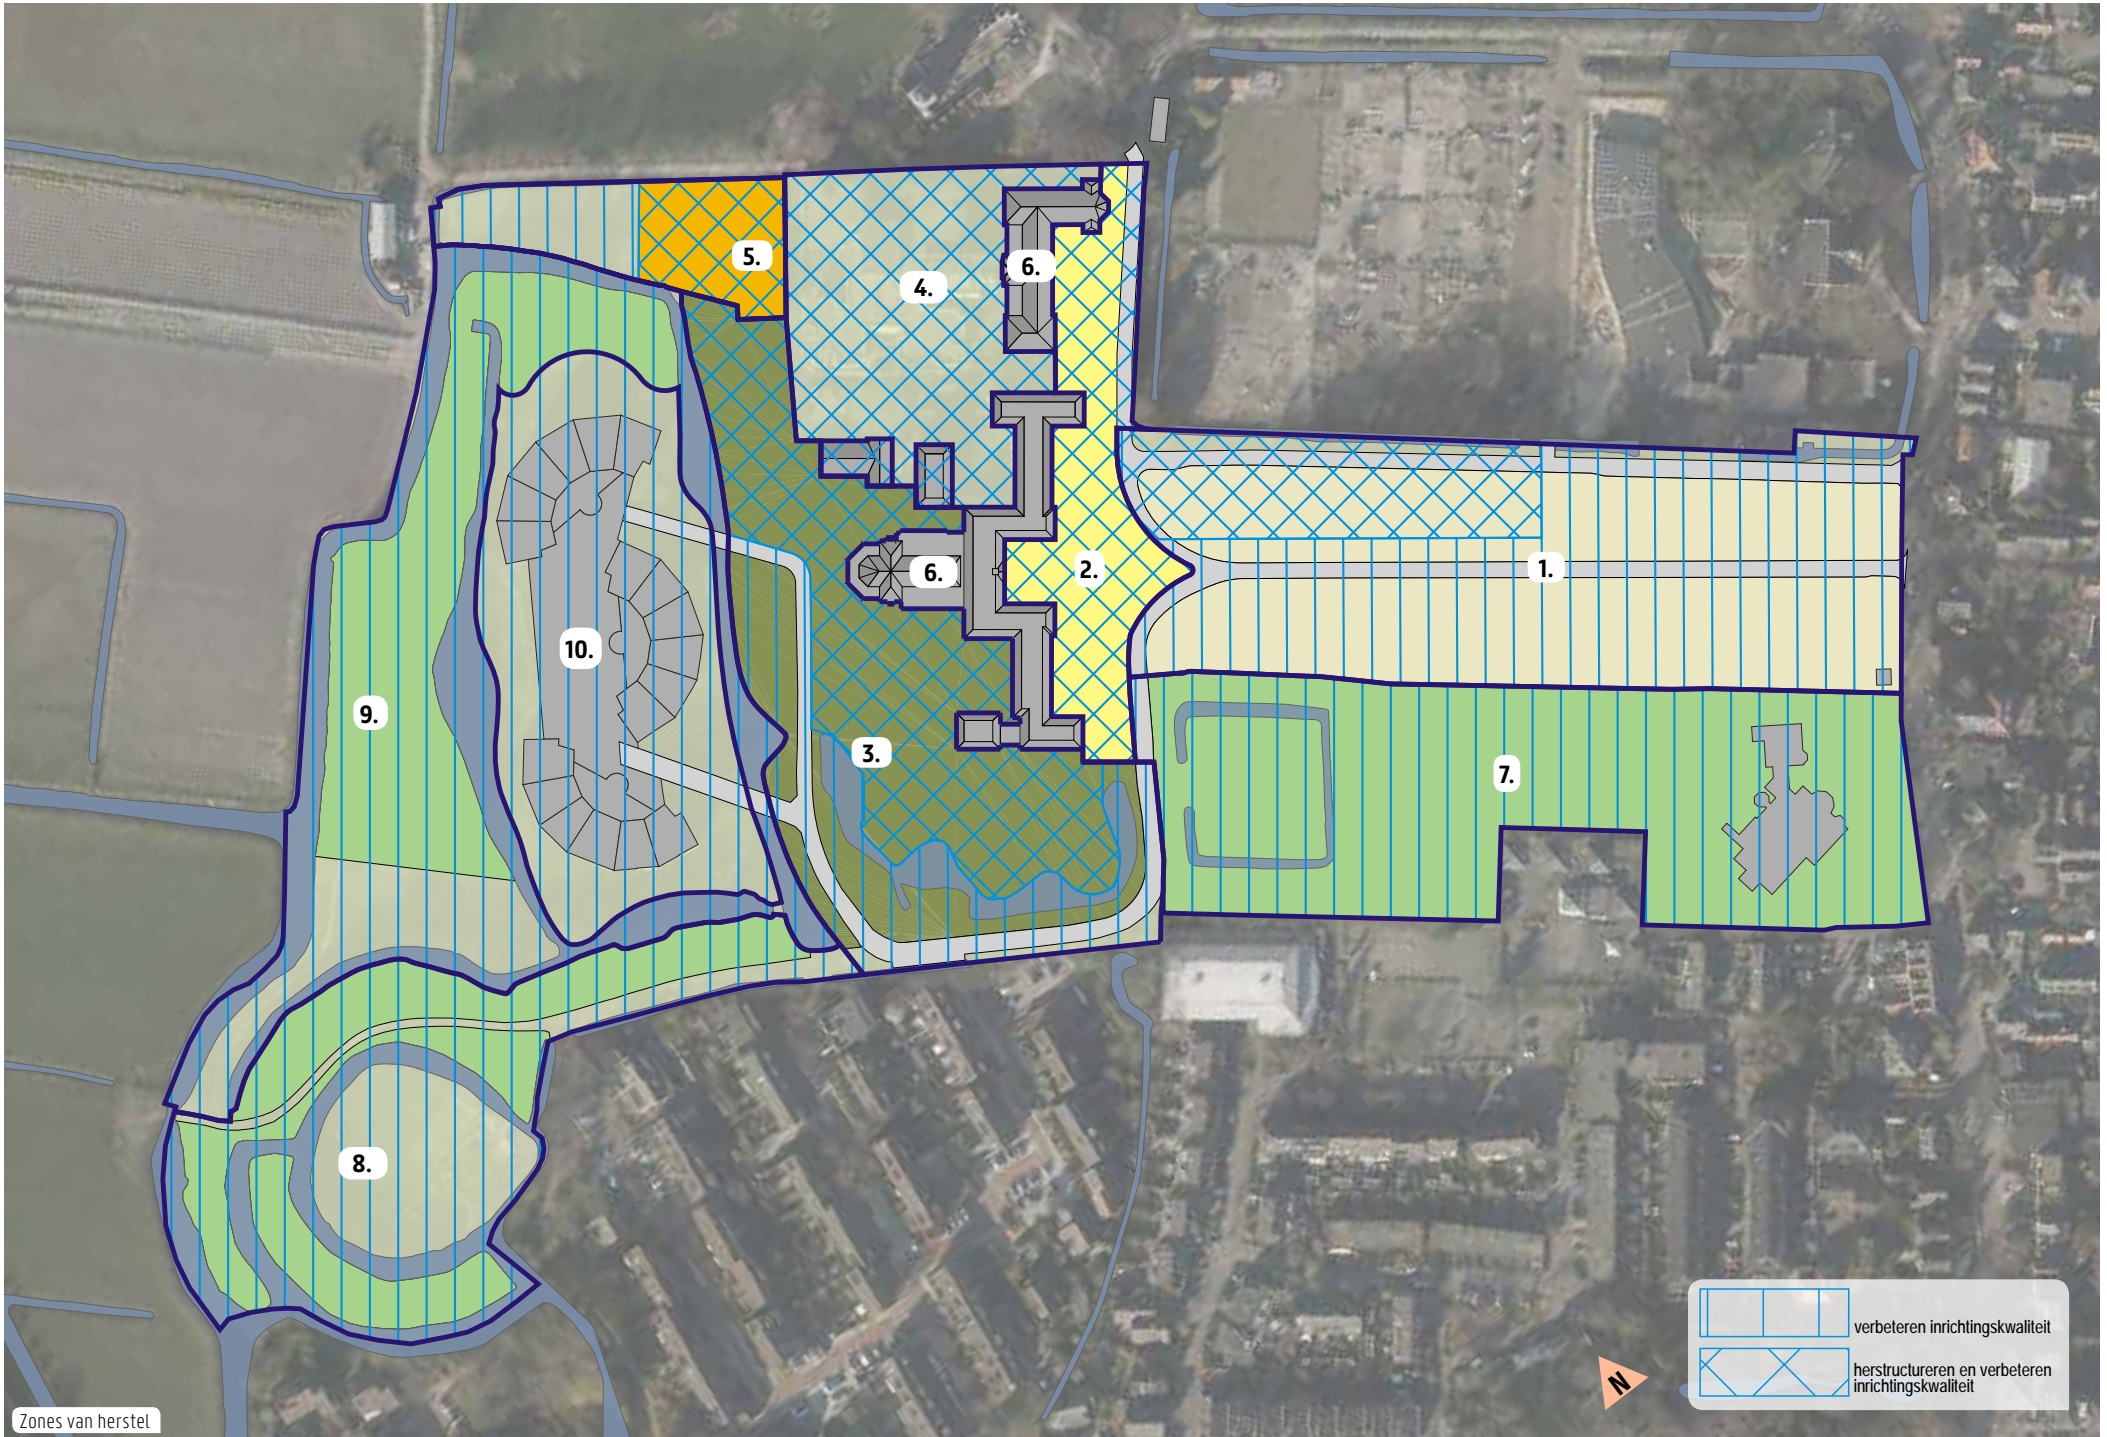 5.
4.
6.
1.
2.
6.
10.
9.
3.
7.
8.
verbeteren inrichtingskwaliteit
herstructureren en verbeteren
inrichtingskwaliteit
N
Zones van herstel